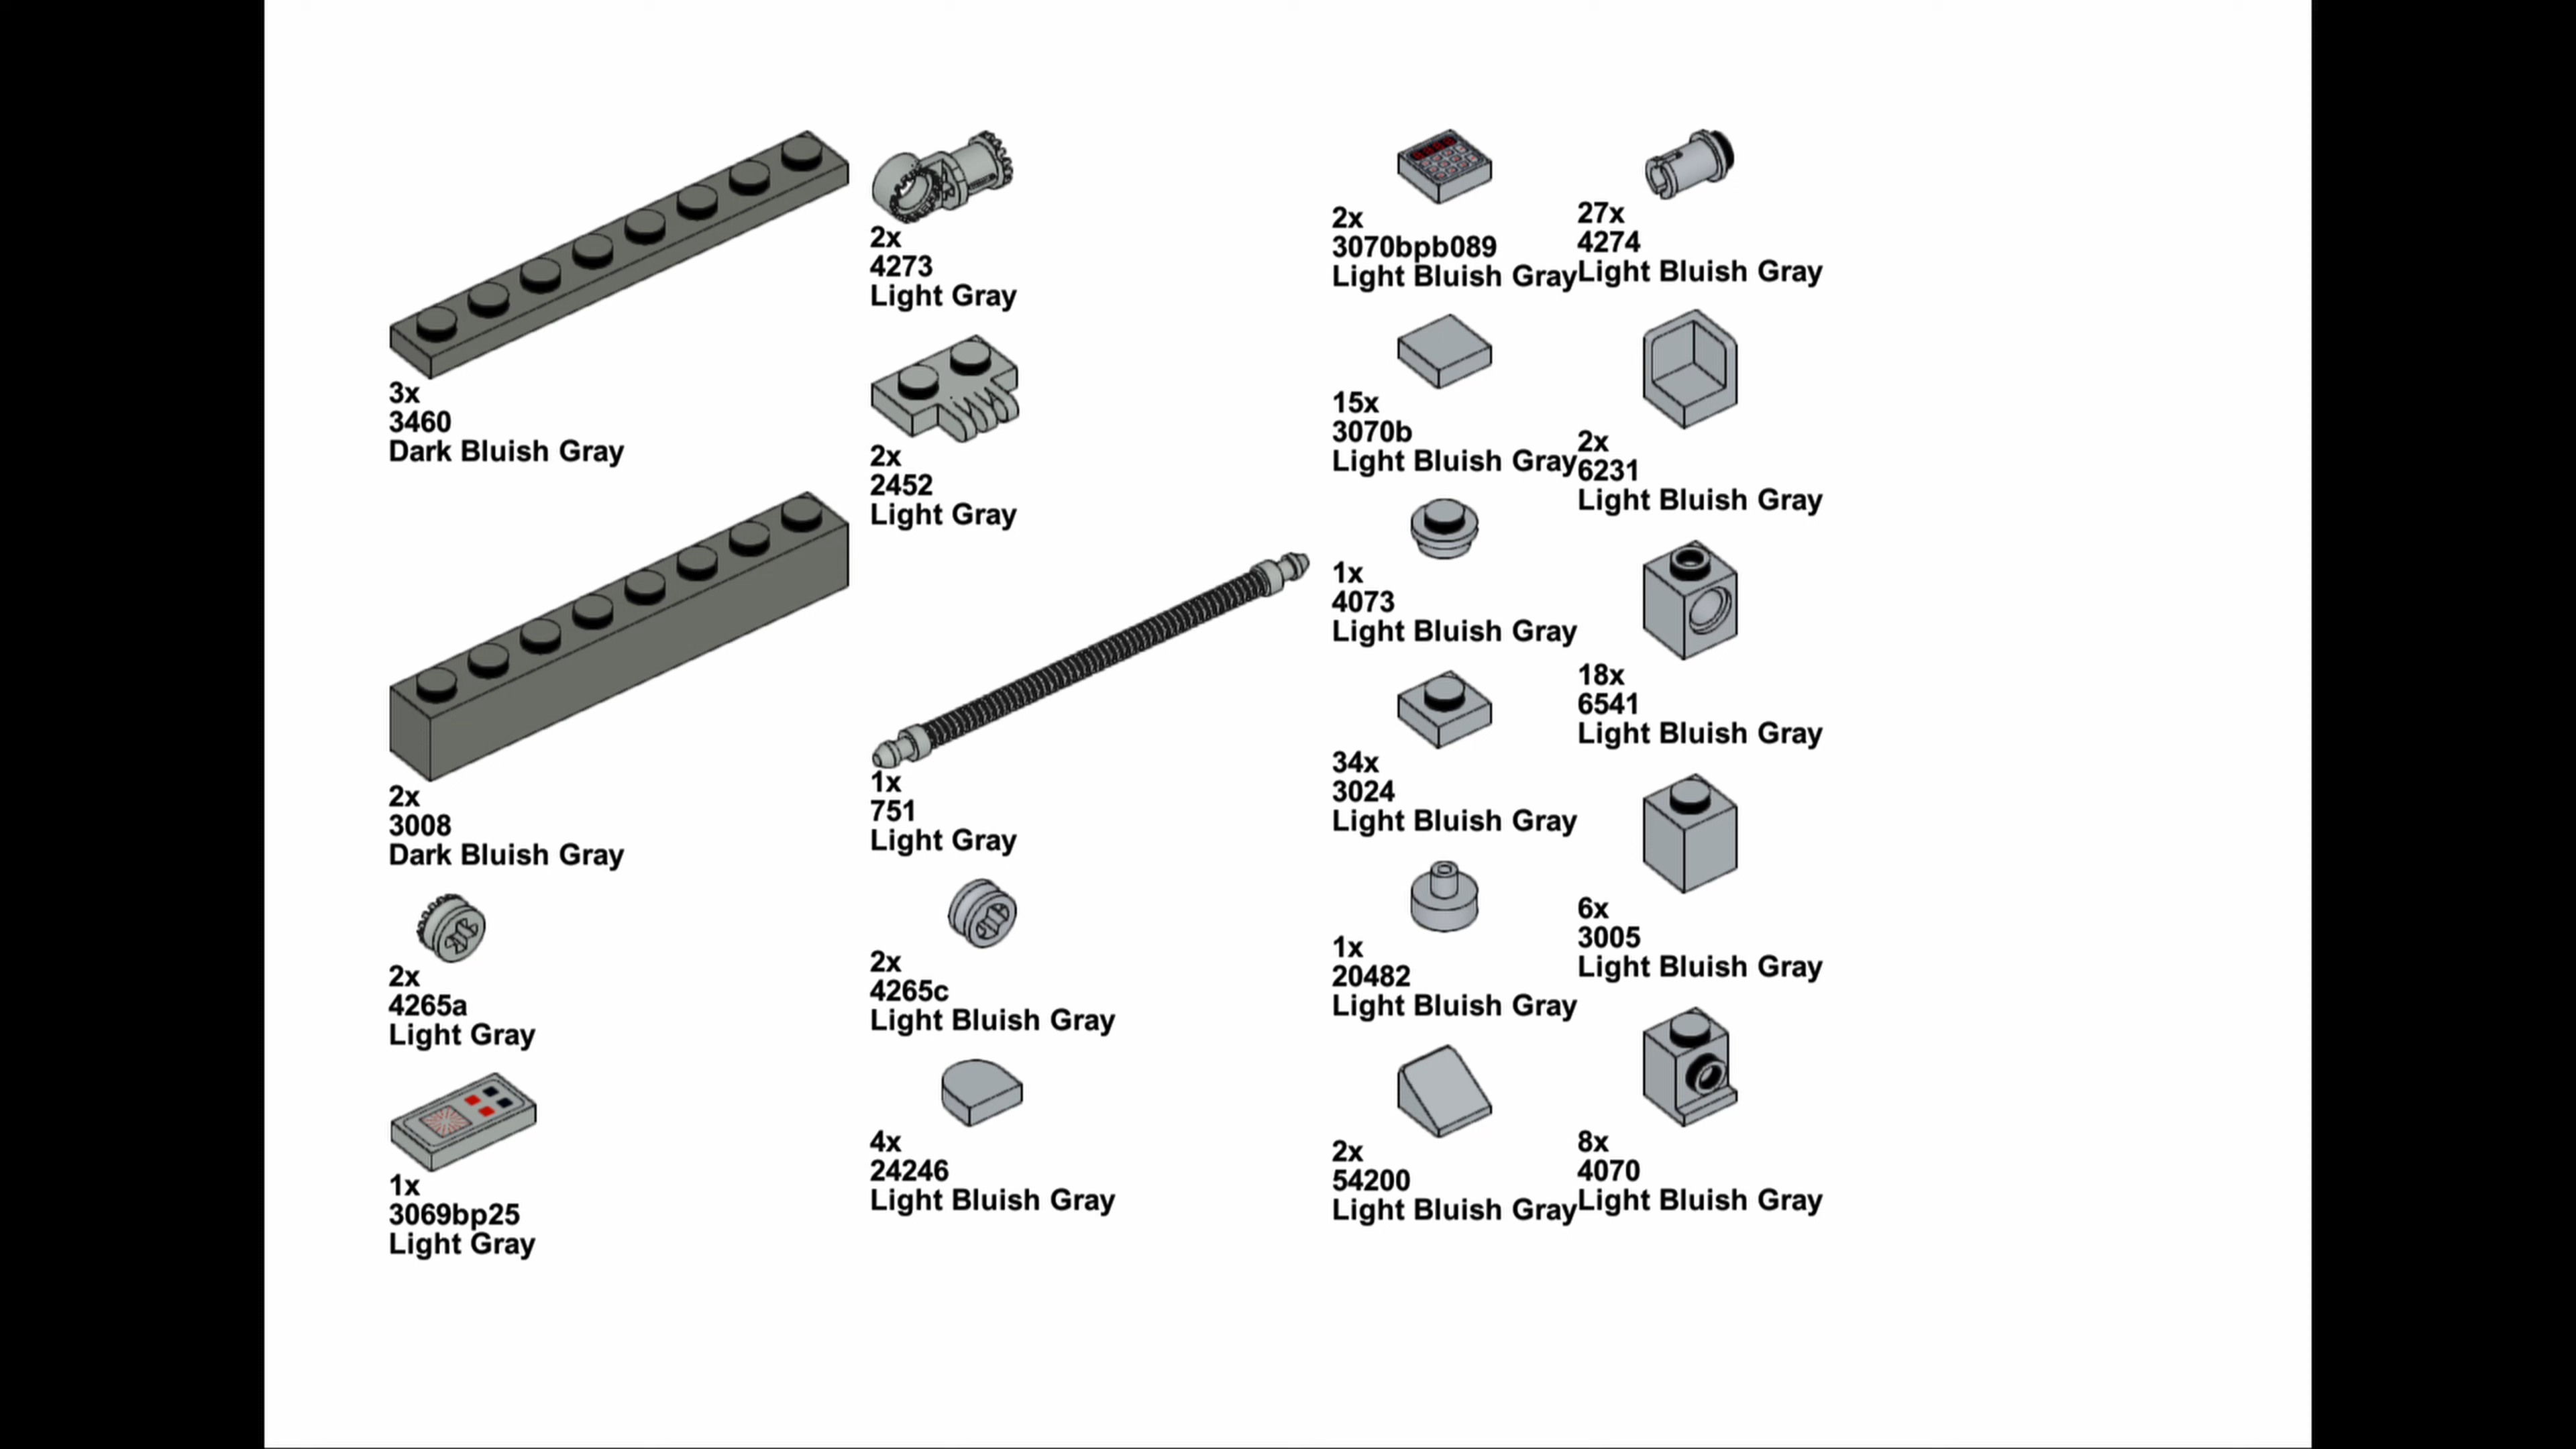 3x
3460
Dark Bluish Gray
2x
3008
Dark Bluish Gray
2x
4265a
Light Gray
1x
3069bp25
Light Gray
2x
4273
Light Gray
2x
2452
Light Gray
1x
751
Light Gray
2x
4265c
Light Bluish Gray
4x
24246
Light Bluish Gray
2x
3070bpb089
Light Bluish Gray
15x
3070b
Light Bluish Gray
1x
4073
Light Bluish Gray
34x
3024
Light Bluish Gray
1x
20482
Light Bluish Gray
2x
54200
Light Bluish Gray
27x
4274
Light Bluish Gray
2x
6231
Light Bluish Gray
18x
6541
Light Bluish Gray
6x
3005
Light Bluish Gray
8x
4070
Light Bluish Gray